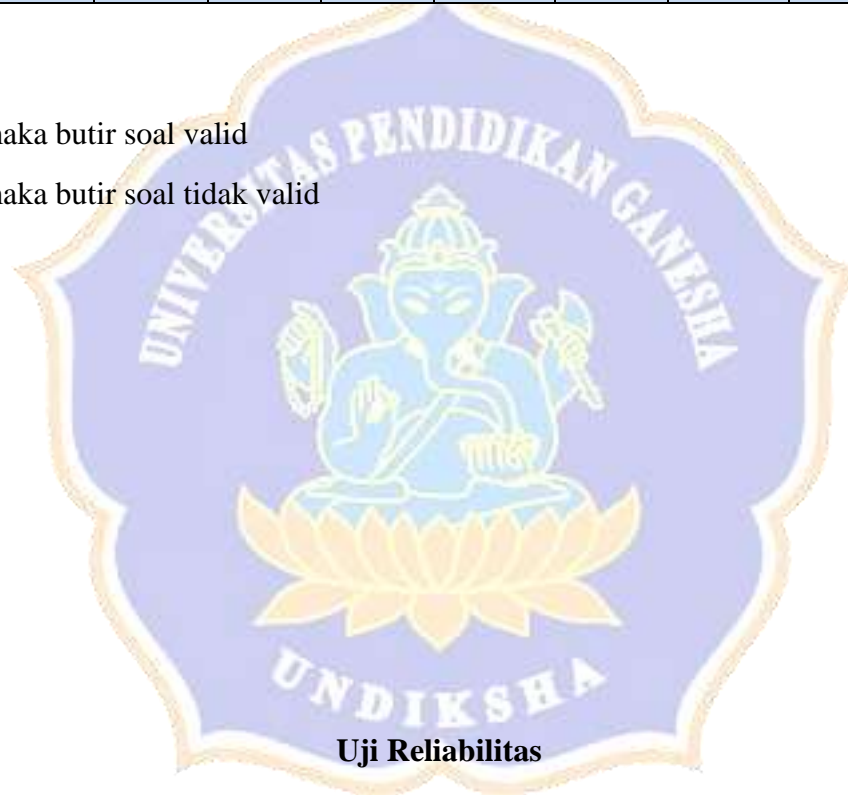 maka butir soal valid
maka butir soal tidak valid
UNIVERSITAS PENDIDIKAN GANESHA
UNDIKSHA
Uji Reliabilitas